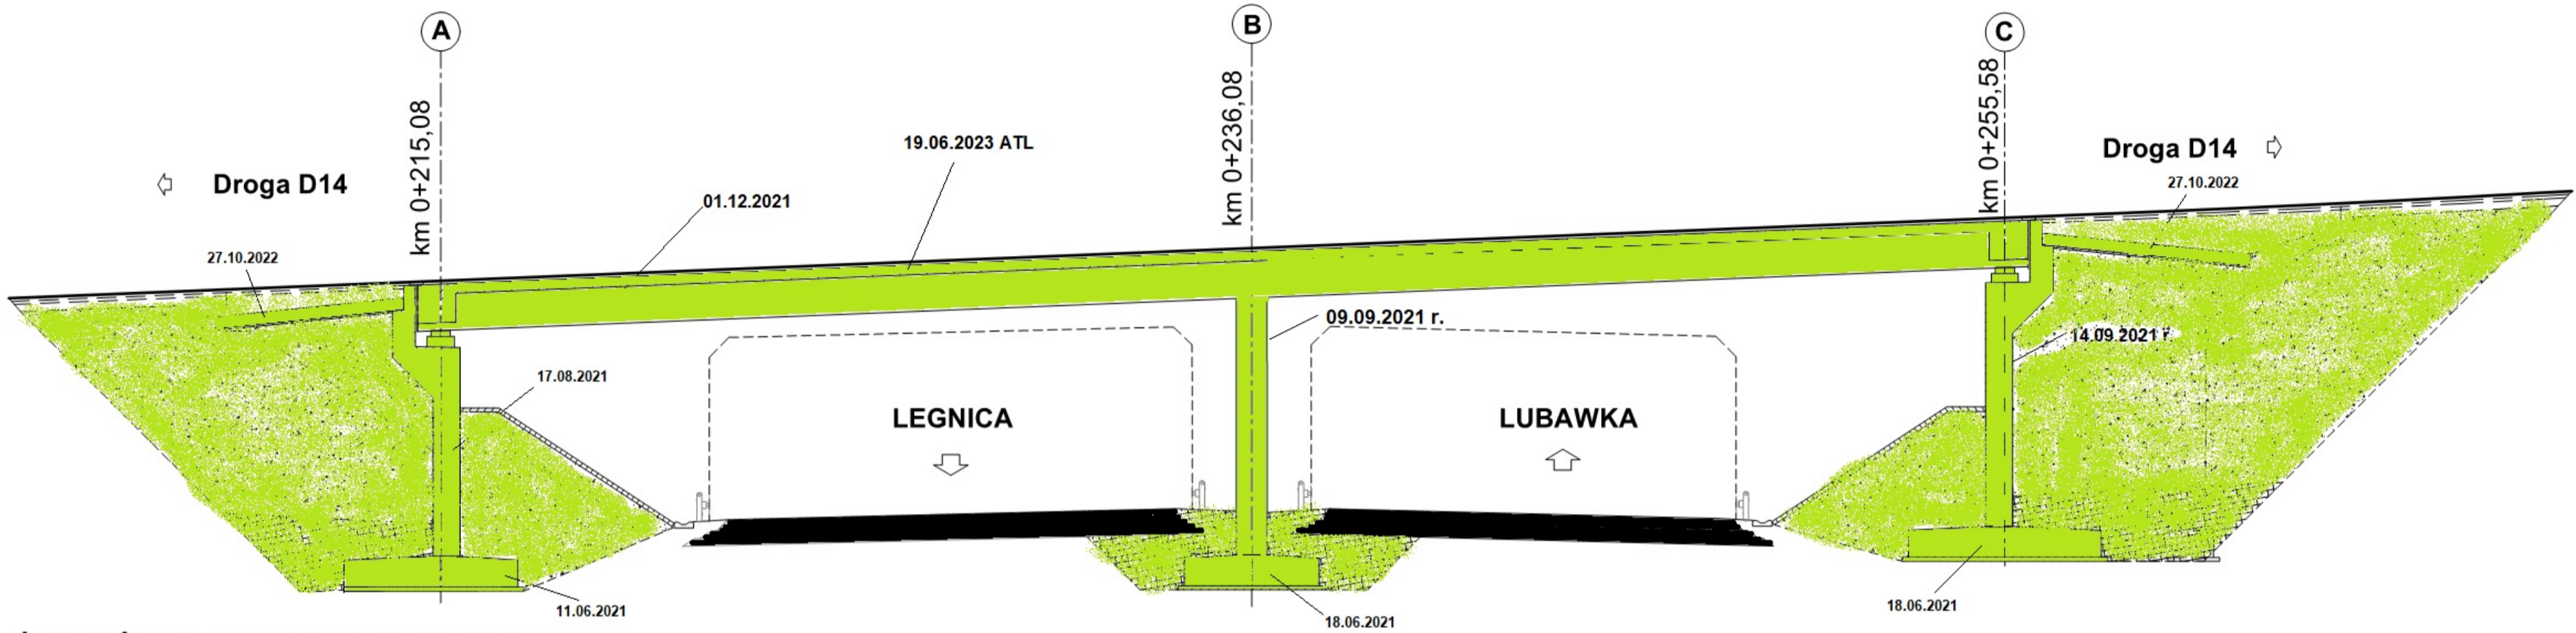 A
B
C
km 0+215,08
km 0+236,08
km 0+255,58
19.06.2023 ATL
Droga D14
Droga D14
27.10.2022
01.12.2021
27.10.2022
09.09.2021 r.
14.09.2021 r.
17.08.2021
LEGNICA
LUBAWKA
11.06.2021
18.06.2021
18.06.2021